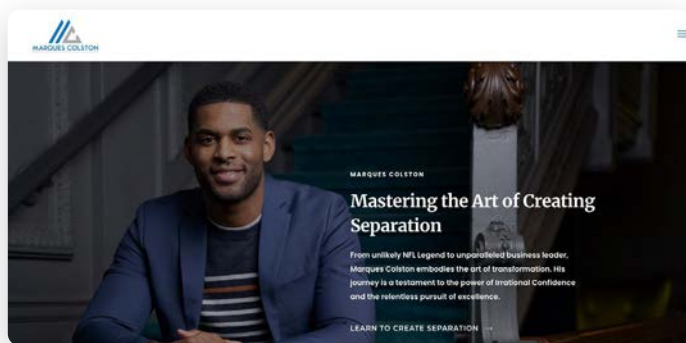 MARQUES COLSTON
MARQUES COLSTON
Mastering the Art of Creating
Separation
From unlikely NFL Legend to unparalleled business leader,
Marques Colston embodies the art of transformation. His
journey is a testament to the power of Irrational Confidence
and the relentless pursuit of excellence.
LEARN TO CREATE SEPARATION →